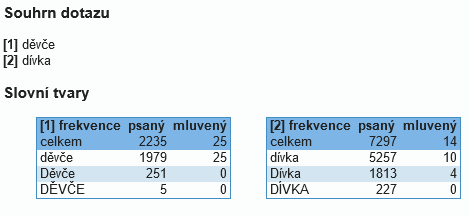 Souhrn dotazu
[1] děvče
[2] dívka
Slovní tvary
[1] frekvence psaný mluvený
celkem 2235 25
děvče 1979 25
Děvče 251 0
DĚVČE 5 0
[2] frekvence psaný mluvený
celkem 7297 14
dívka 5257 10
Dívka 1813 4
DÍVKA 227 0